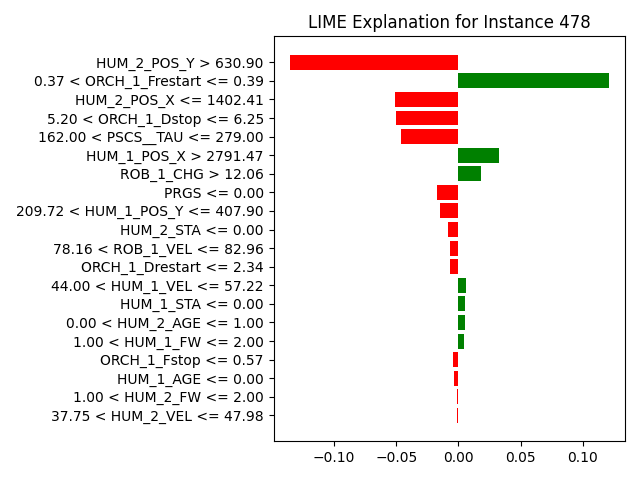 LIME Explanation for Instance 478
HUM_2_POS_Y > 630.90
0.37 < ORCH_1_Frestart <= 0.39
HUM_2_POS_X <= 1402.41
5.20 < ORCH_1_Dstop <= 6.25
162.00 < PSCS__TAU <= 279.00
HUM_1_POS_X > 2791.47
ROB_1_CHG > 12.06
PRGS <= 0.00
209.72 < HUM_1_POS_Y <= 407.90
HUM_2_STA <= 0.00
78.16 < ROB_1_VEL <= 82.96
ORCH_1_Drestart <= 2.34
44.00 < HUM_1_VEL <= 57.22
HUM_1_STA <= 0.00
0.00 < HUM_2_AGE <= 1.00
1.00 < HUM_1_FW <= 2.00
ORCH_1_Fstop <= 0.57
HUM_1_AGE <= 0.00
1.00 < HUM_2_FW <= 2.00
37.75 < HUM_2_VEL <= 47.98
−0.10 −0.05 0.00 0.05 0.10